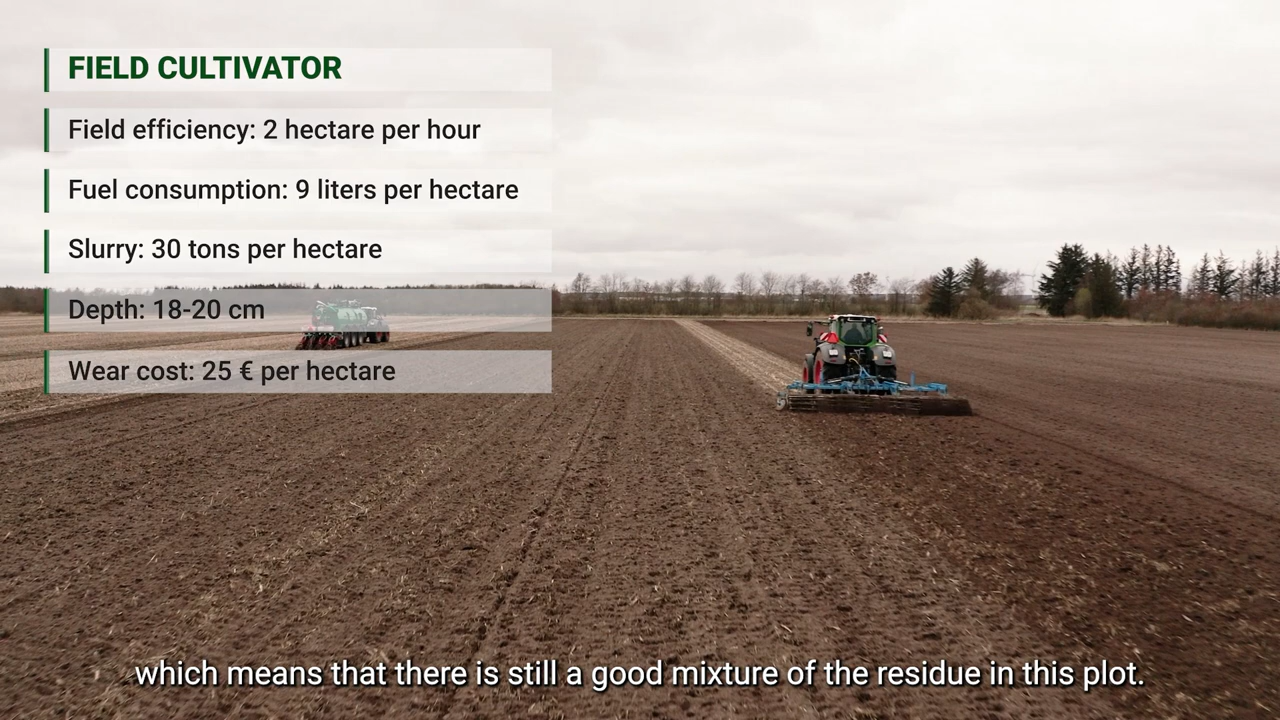 FIELD CULTIVATOR
Field efficiency: 2 hectare per hour
Fuel consumption: 9 liters per hectare
Slurry: 30 tons per hectare
Depth: 18-20 cm
Wear cost: 25 € per hectare
which means that there is still a good mixture of the residue in this plot.